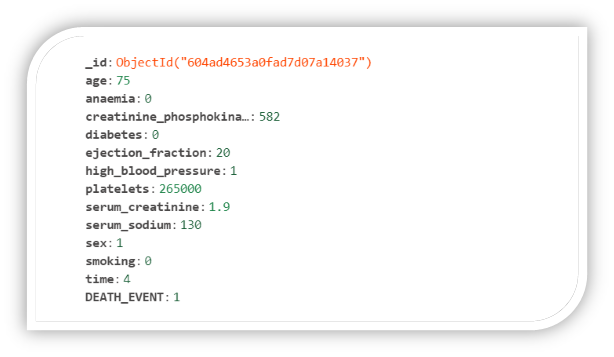 _id: ObjectId("604ad4653a0fad7d07a14037")
age: 75
anaemia: 0
creatinine_phosphokina…: 582
diabetes: 0
ejection_fraction: 20
high_blood_pressure: 1
platelets: 265000
serum_creatinine: 1.9
serum_sodium: 130
sex: 1
smoking: 0
time: 4
DEATH_EVENT: 1